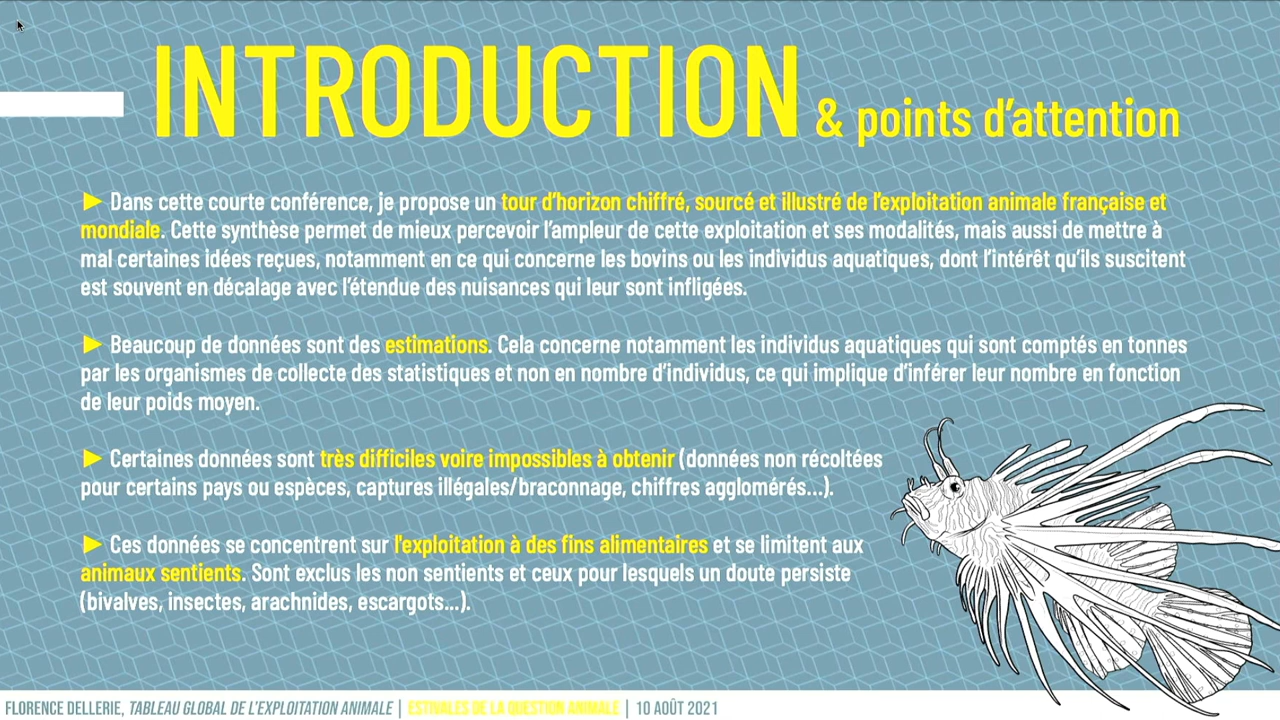 INTRODUCTION & points d’attention
► Dans cette courte conférence, je propose un tour d’horizon chiffré, sourcé et illustré de l’exploitation animale française et
mondiale. Cette synthèse permet de mieux percevoir l’ampleur de cette exploitation et ses modalités, mais aussi de mettre à
mal certaines idées reçues, notamment en ce qui concerne les bovins ou les individus aquatiques, dont l’intérêt qu’ils suscitent
est souvent en décalage avec l’étendue des nuisances qui leur sont infligées.
► Beaucoup de données sont des estimations. Cela concerne notamment les individus aquatiques qui sont comptés en tonnes
par les organismes de collecte des statistiques et non en nombre d’individus, ce qui implique d’inférer leur nombre en fonction
de leur poids moyen.
► Certaines données sont très difficiles voire impossibles à obtenir (données non récoltées
pour certains pays ou espèces, captures illégales/braconnage, chiffres agglomérés...).
► Ces données se concentrent sur l’exploitation à des fins alimentaires et se limitent aux
animaux sentients. Sont exclus les non sentients et ceux pour lesquels un doute persiste
(bivalves, insectes, arachnides, escargots...).
FLORENCE DELLERIE, TABLEAU GLOBAL DE L’EXPLOITATION ANIMALE | ESTIVALES DE LA QUESTION ANIMALE | 10 AOÛT 2021